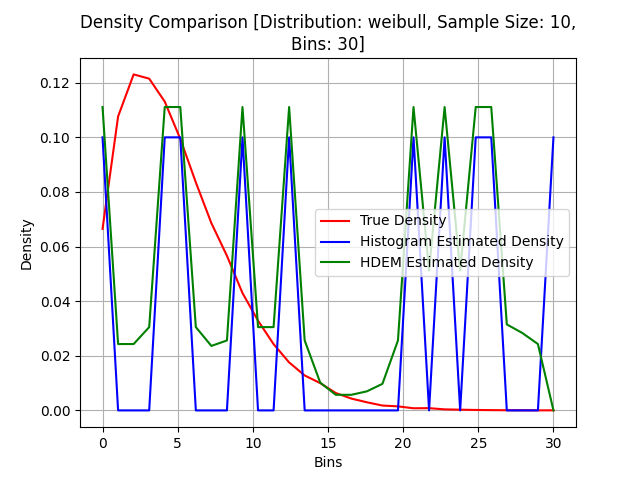 Density Comparison [Distribution: weibull, Sample Size: 10,
Bins: 30]
0.12
0.10
0.08
0.06
0.04
0.02
0.00
Density
True Density
Histogram Estimated Density
HDEM Estimated Density
0 5 10 15 20 25 30
Bins